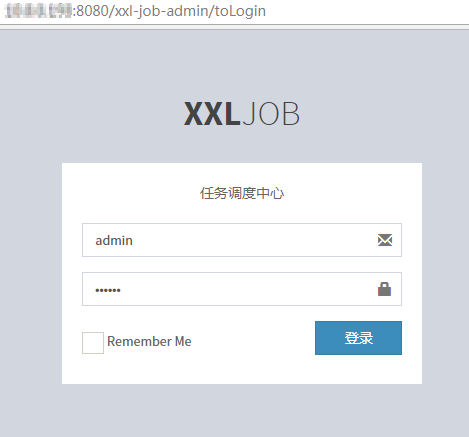 :8080/xxl-job-admin/toLogin
XXLJOB
任务调度中心
admin
••••••
Remember Me
登录